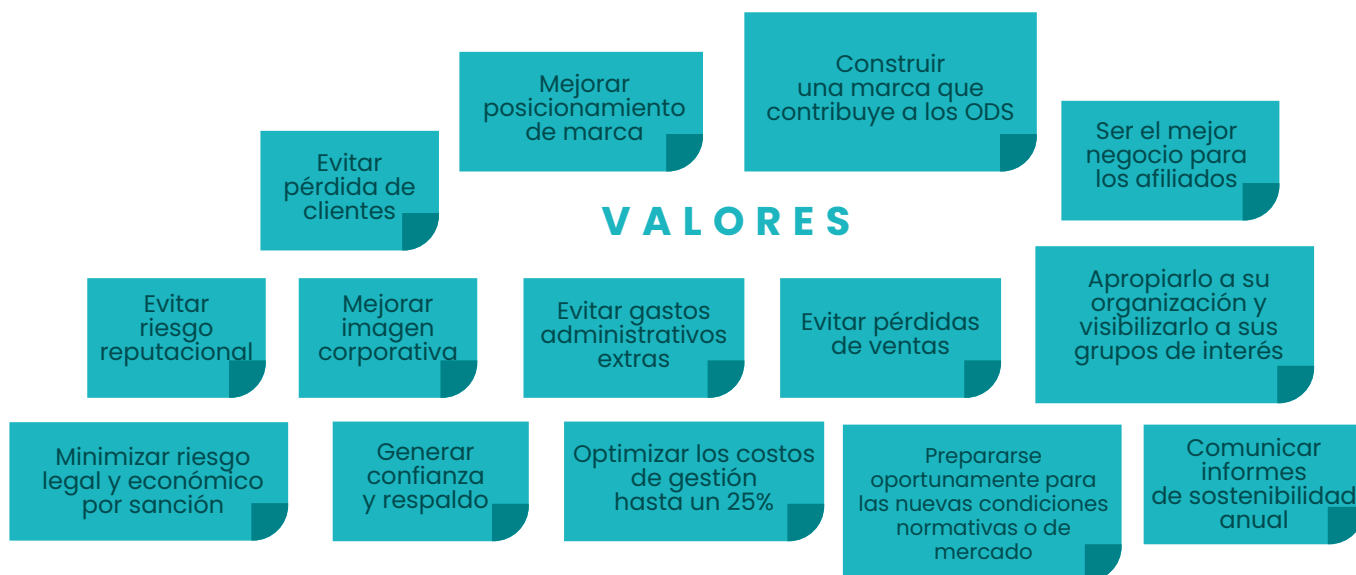 Mejorar
posicionamiento
de marca
Construir
una marca que
contribuye a los ODS
Ser el mejor
negocio para
los afiliados
Evitar
pérdida de
clientes
VALORES
Evitar
riesgo
reputacional
Mejorar
imagen
corporativa
Evitar gastos
administrativos
extras
Evitar pérdidas
de ventas
Apropiarlo a su
organización y
visibilizarlo a sus
grupos de interés
Minimizar riesgo
legal y económico
por sanción
Generar
confianza
y respaldo
Optimizar los costos
de gestión
hasta un 25%
Prepararse
oportunamente para
las nuevas condiciones
normativas o de
mercado
Comunicar
informes
de sostenibilidad
anual